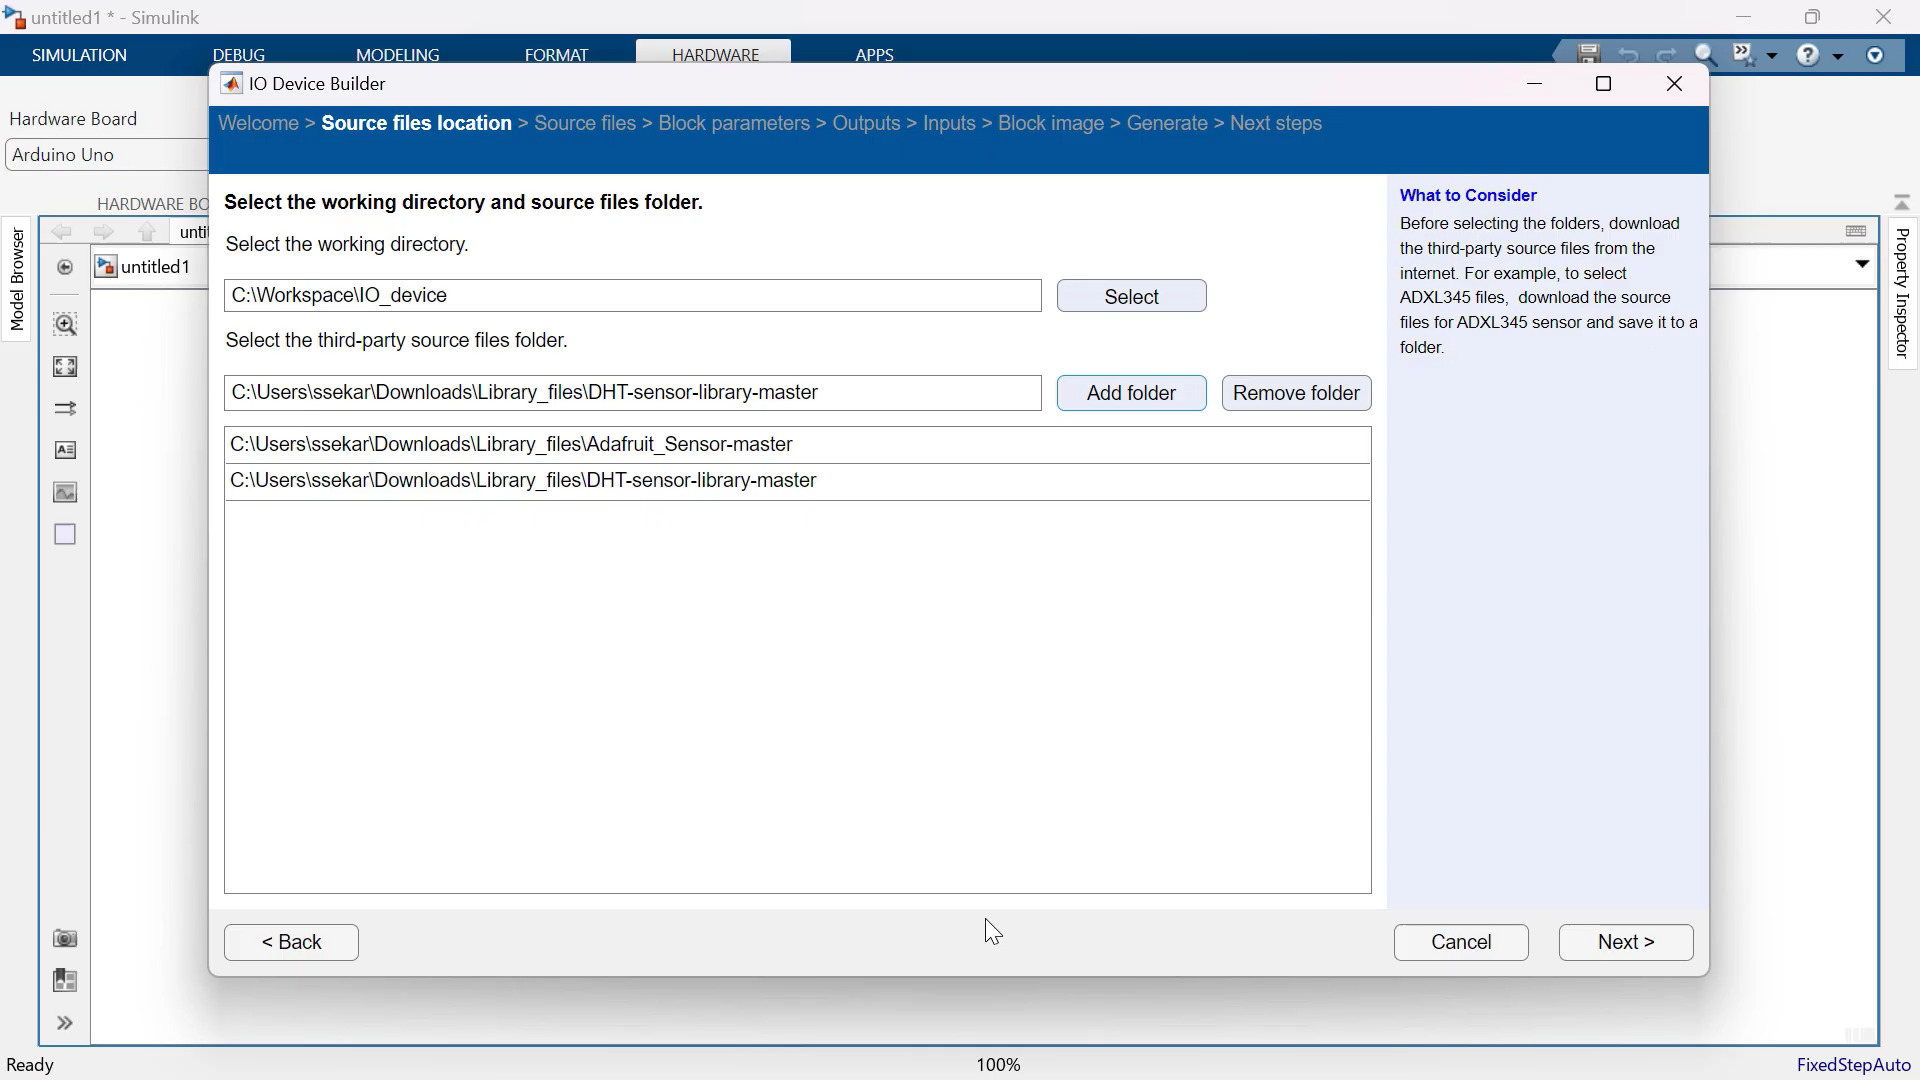 untitled1 * - Simulink
SIMULATION DEBUG MODELING FORMAT HARDWARE APPS
Hardware Board
Arduino Uno
HARDWARE BO
Model Browser
unti
untitled1
IO Device Builder
Welcome > Source files location > Source files > Block parameters > Outputs > Inputs > Block image > Generate > Next steps
Select the working directory and source files folder.
Select the working directory.
C:\Workspace\IO_device
Select
Select the third-party source files folder.
C:\Users\ssekar\Downloads\Library_files\DHT-sensor-library-master
Add folder
Remove folder
C:\Users\ssekar\Downloads\Library_files\Adafruit_Sensor-master
C:\Users\ssekar\Downloads\Library_files\DHT-sensor-library-master
What to Consider
Before selecting the folders, download
the third-party source files from the
internet. For example, to select
ADXL345 files, download the source
files for ADXL345 sensor and save it to a
folder.
< Back
Cancel
Next >
Property Inspector
Ready
100%
FixedStepAuto